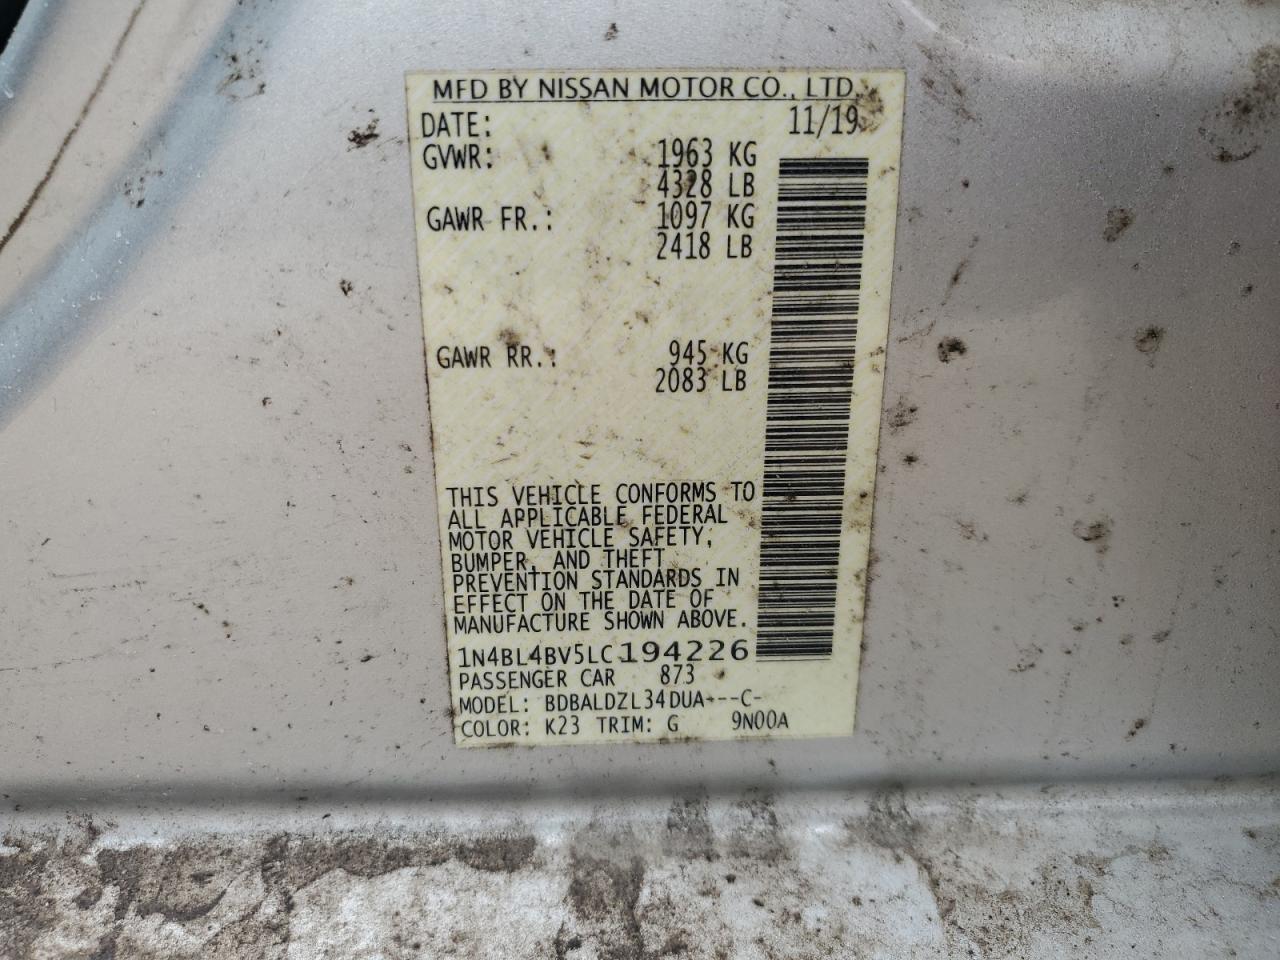 MFD BY NISSAN MOTOR CO., LTD.
DATE: 11/19
GVWR: 1963 KG
4328 LB
GAWR FR.: 1097 KG
2418 LB
GAWR RR.: 945 KG
2083 LB
THIS VEHICLE CONFORMS TO
ALL APPLICABLE FEDERAL
MOTOR VEHICLE SAFETY,
BUMPER, AND THEFT
PREVENTION STANDARDS IN
EFFECT ON THE DATE OF
MANUFACTURE SHOWN ABOVE.
1N4BL4BV5LC194226
PASSENGER CAR 873
MODEL: BDBALDZL34DUA---C-
COLOR: K23 TRIM: G 9N00A